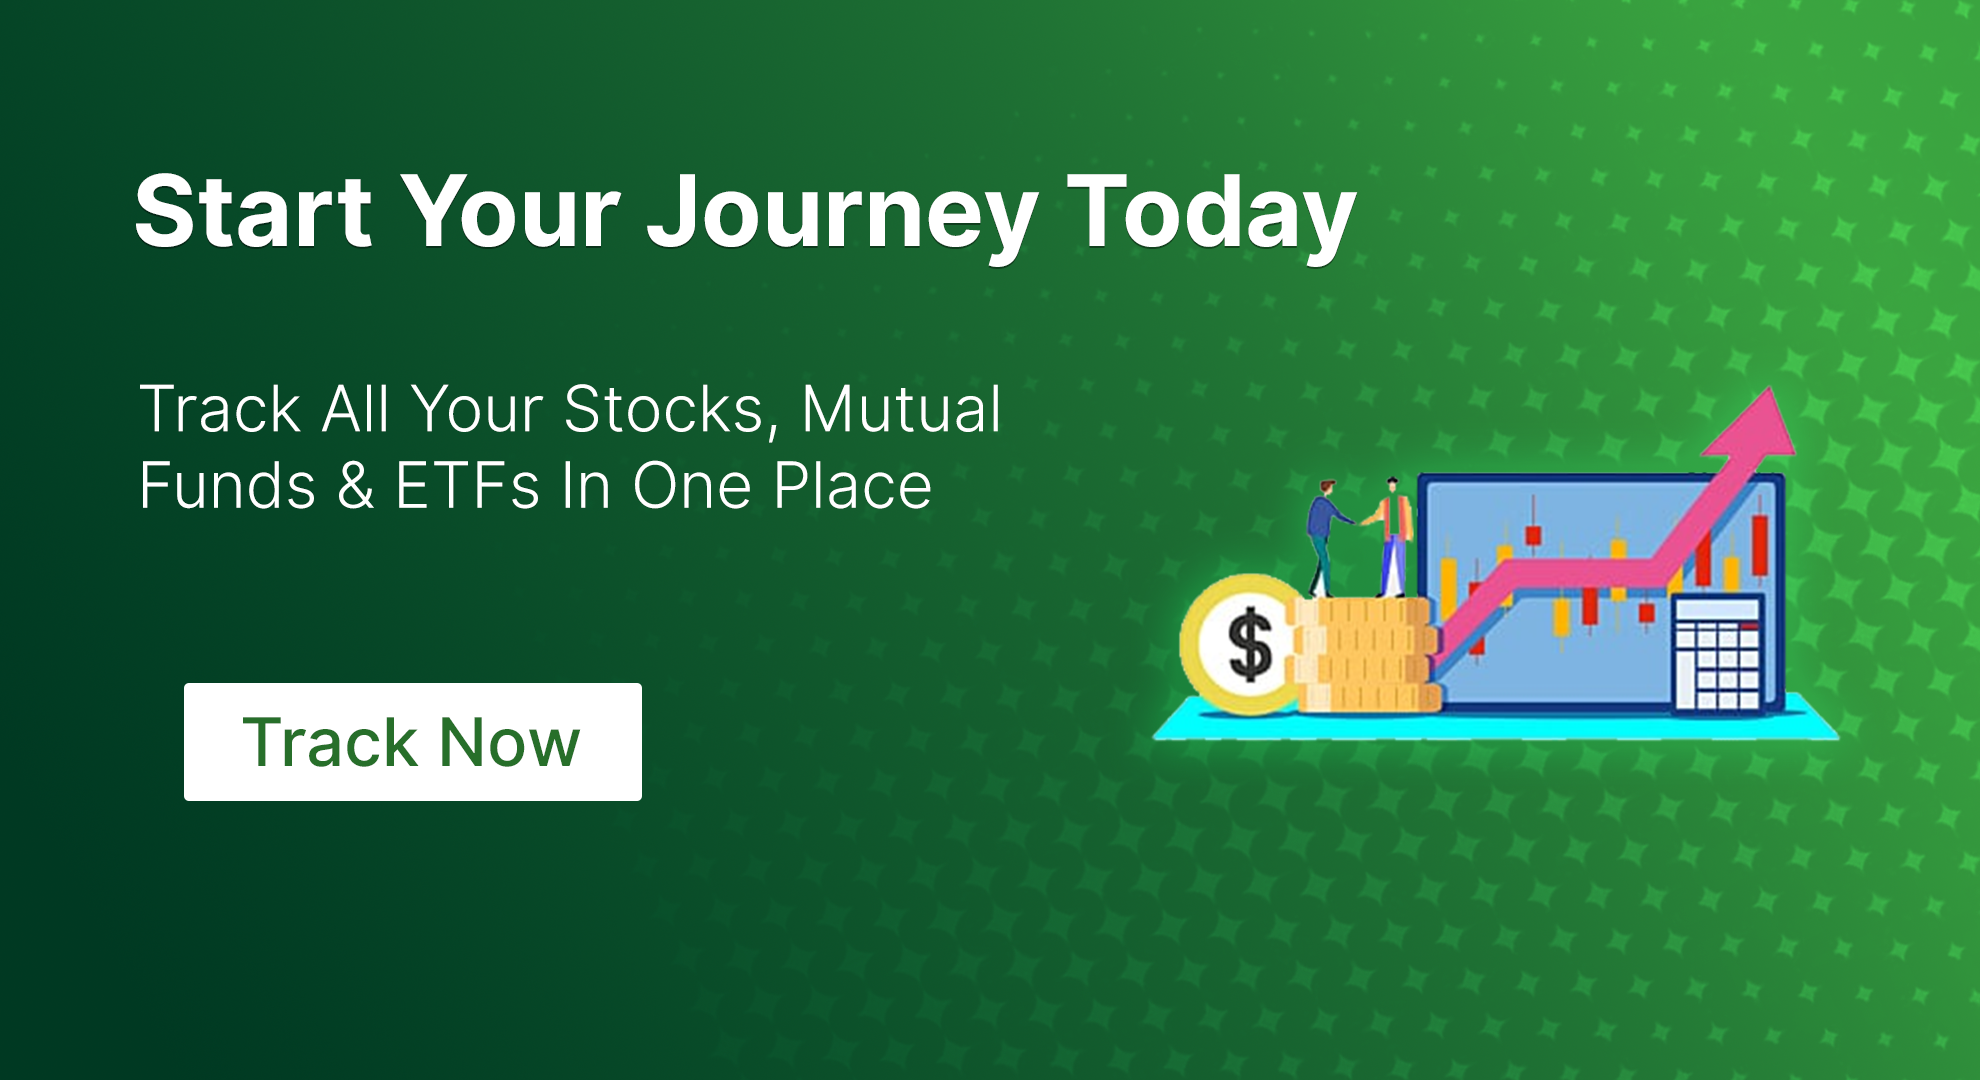 Start Your Journey Today
Track All Your Stocks, Mutual
Funds & ETFs In One Place
$
Track Now